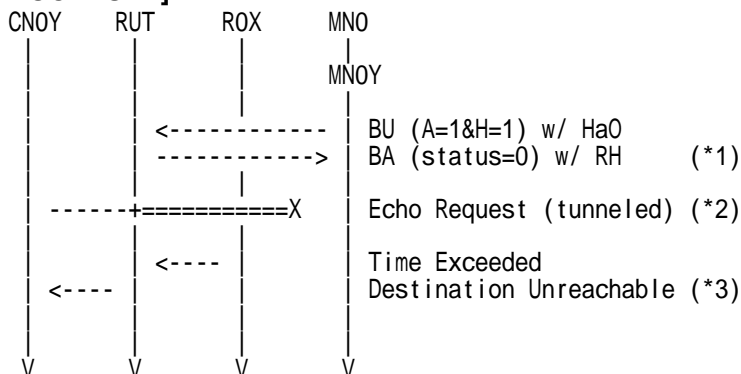 CNOY RUT ROX MNO
MNOY
<------------ BU (A=1&H=1) w/ HaO
------------> BA (status=0) w/ RH (*1)
------+===========X Echo Request (tunneled) (*2)
<---- Time Exceeded
<---- Destination Unreachable (*3)
V V V V